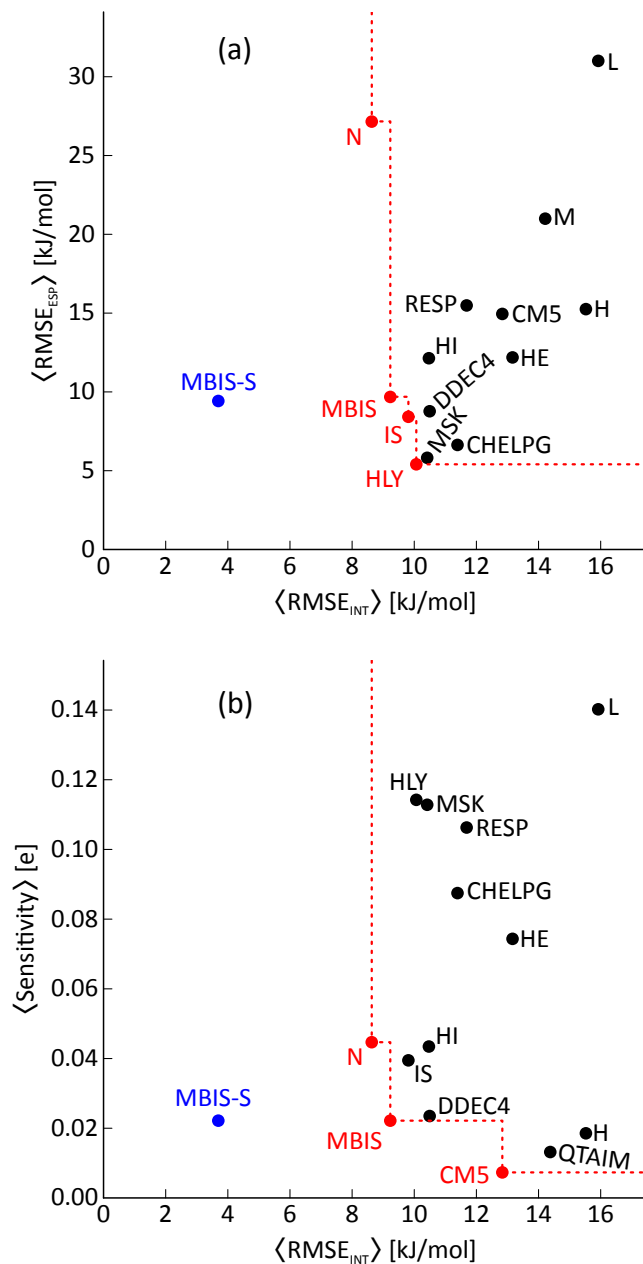 (a)
⟨RMSE_ESP⟩ [kJ/mol]
30
25
20
15
10
5
0
L
N
M
RESP
CM5
H
HI
HE
DDEC4
MBIS-S
MBIS
IS
MSK
CHELPG
HLY
0 2 4 6 8 10 12 14 16
⟨RMSE_INT⟩ [kJ/mol]
(b)
⟨Sensitivity⟩ [e]
0.14
0.12
0.10
0.08
0.06
0.04
0.02
0.00
L
HLY
MSK
RESP
CHELPG
HE
N
HI
IS
MBIS-S
DDEC4
MBIS
H
QTAIM
CM5
0 2 4 6 8 10 12 14 16
⟨RMSE_INT⟩ [kJ/mol]